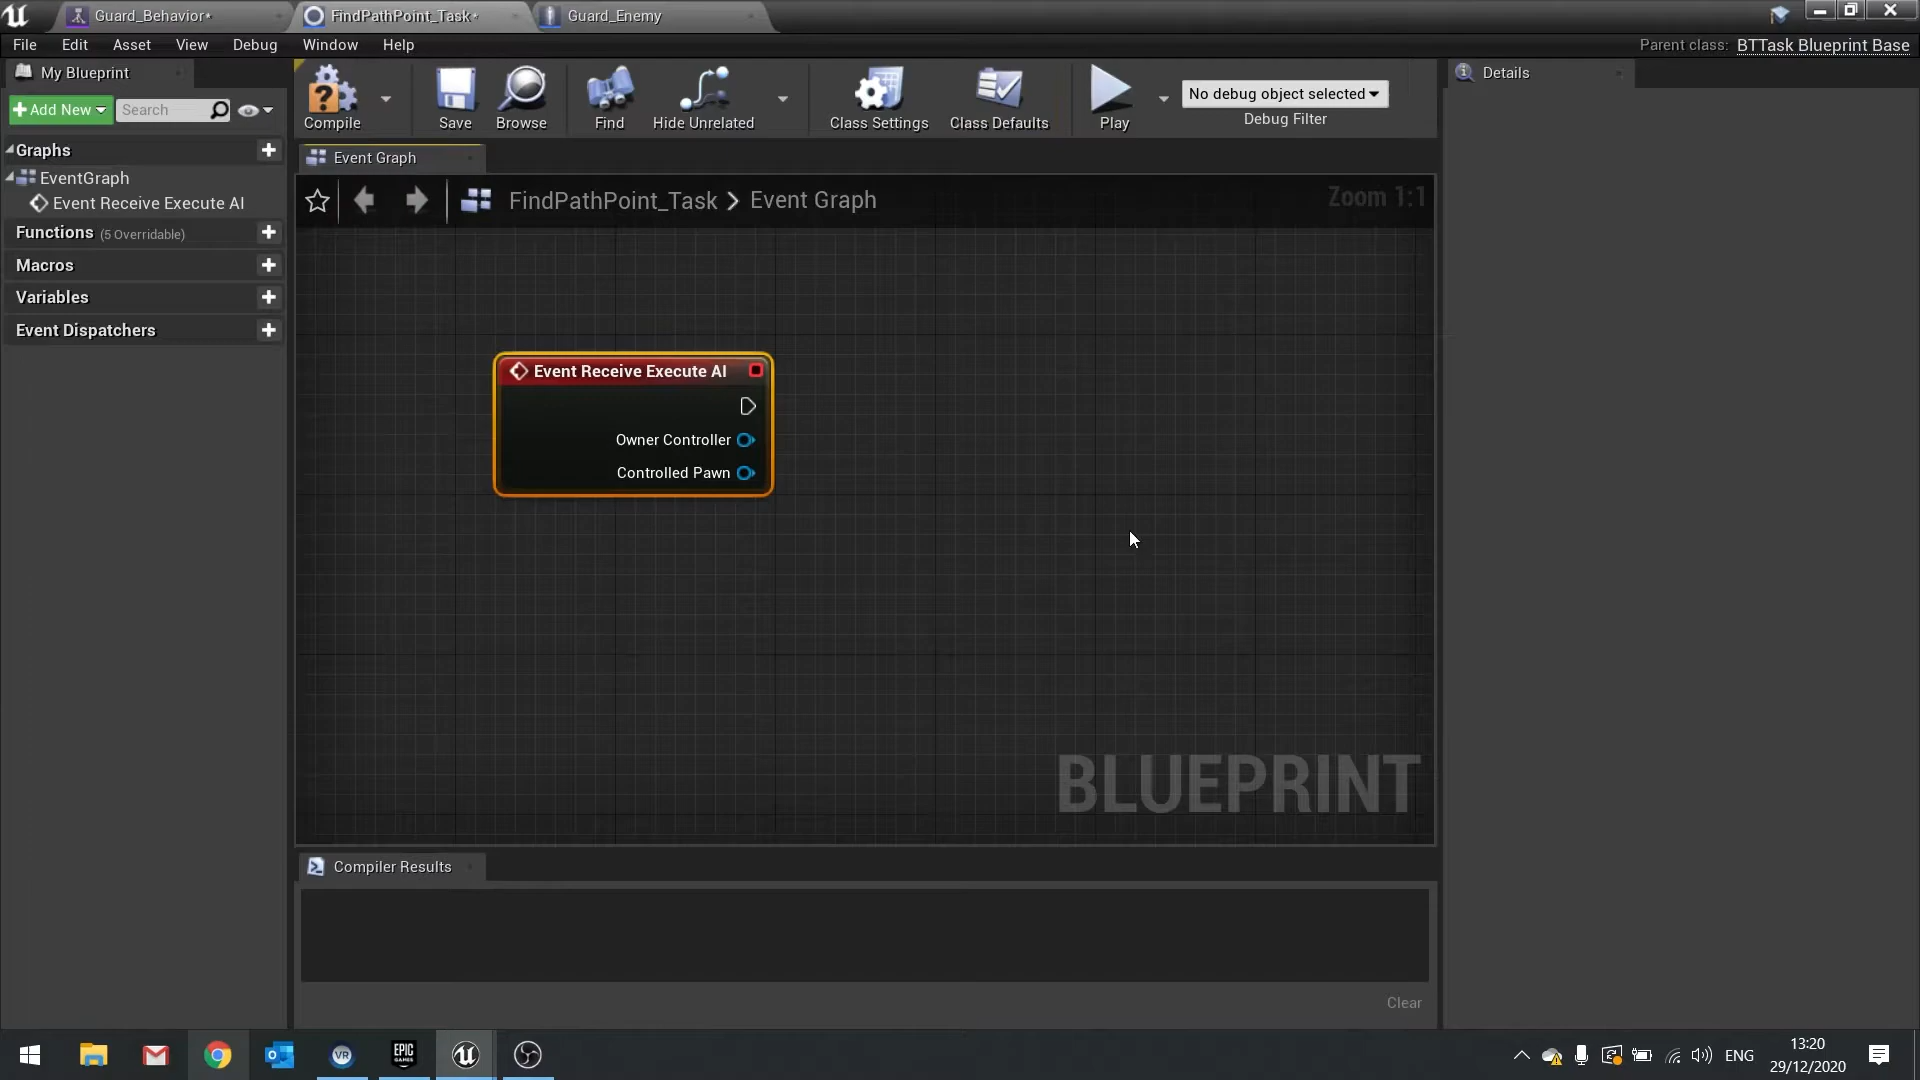 Guard_Behavior*
FindPathPoint_Task*
Guard_Enemy
File Edit Asset View Debug Window Help
Parent class: BTTask Blueprint Base
My Blueprint
Add New
Search
Graphs
EventGraph
Event Receive Execute AI
Functions (5 Overridable)
Macros
Variables
Event Dispatchers
Compile
Save
Browse
Find
Hide Unrelated
Class Settings
Class Defaults
Play
No debug object selected
Debug Filter
Event Graph
FindPathPoint_Task > Event Graph
Zoom 1:1
Event Receive Execute AI
Owner Controller
Controlled Pawn
BLUEPRINT
Compiler Results
Clear
Details
VR
EPIC GAMES
ENG
13:20
29/12/2020